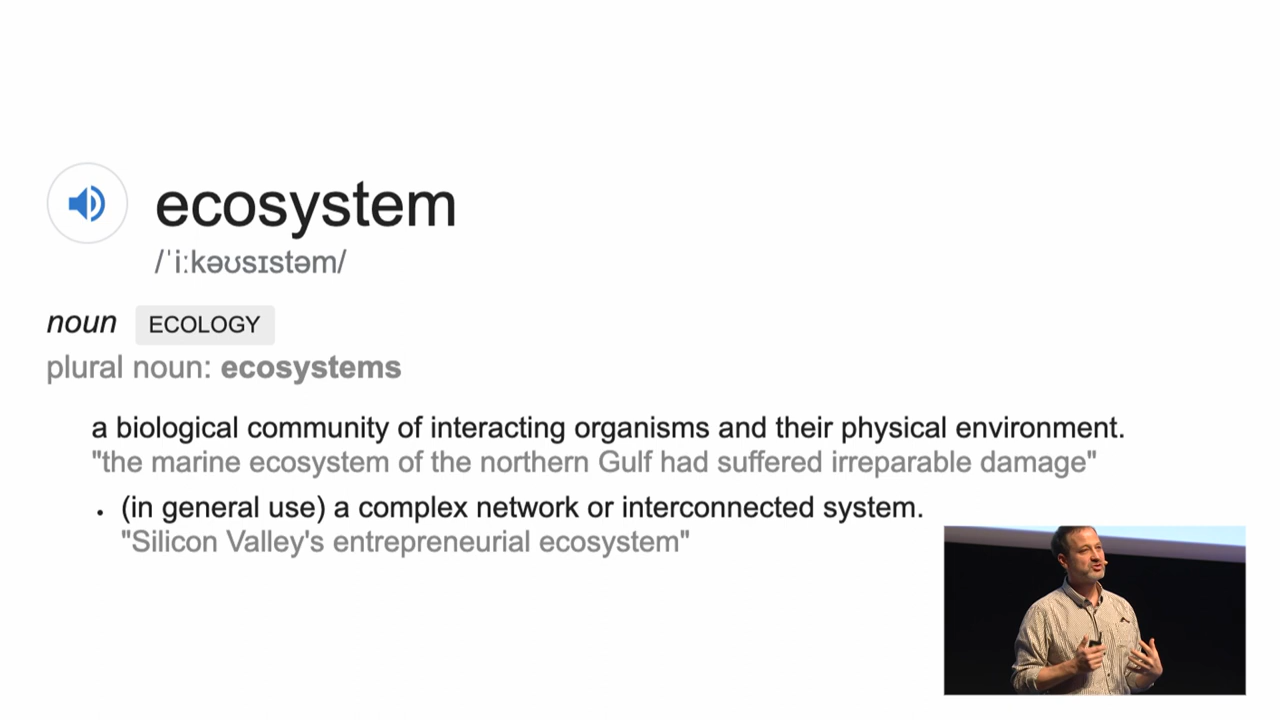 ecosystem
/ˈiːkəʊsɪstəm/
noun ECOLOGY
plural noun: ecosystems
a biological community of interacting organisms and their physical environment.
"the marine ecosystem of the northern Gulf had suffered irreparable damage"
• (in general use) a complex network or interconnected system.
"Silicon Valley's entrepreneurial ecosystem"